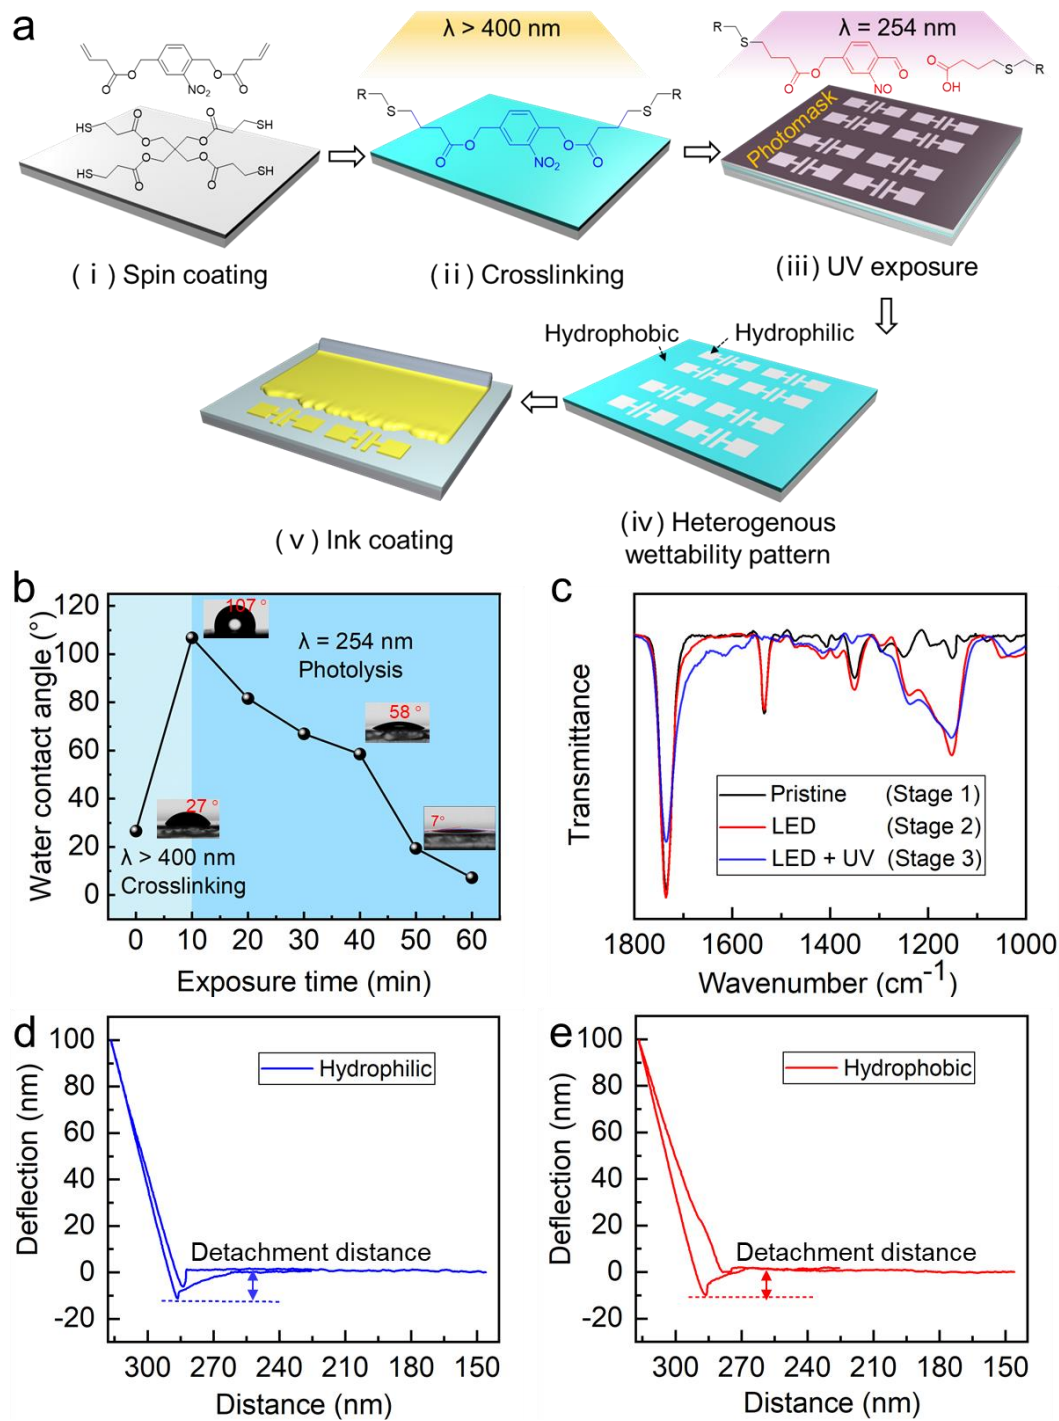 a
λ > 400 nm
λ = 254 nm
O
O
NO₂
O
O
HS
O
O
O
O
SH
HS
O
O
O
O
SH
R
S
O
O
NO₂
O
O
S
R
R
S
O
O
NO
O
O
OH
S
R
Photomask
(i) Spin coating
(ii) Crosslinking
(iii) UV exposure
Hydrophobic
Hydrophilic
(v) Ink coating
(iv) Heterogenous
wettability pattern
b
Water contact angle (°)
120
100
80
60
40
20
0
107 °
λ = 254 nm
Photolysis
58 °
27 °
7°
λ > 400 nm
Crosslinking
0 10 20 30 40 50 60
Exposure time (min)
c
Transmittance
Pristine (Stage 1)
LED (Stage 2)
LED + UV (Stage 3)
1800 1600 1400 1200 1000
Wavenumber (cm⁻¹)
d
Deflection (nm)
100
80
60
40
20
0
-20
Hydrophilic
Detachment distance
300 270 240 210 180 150
Distance (nm)
e
Deflection (nm)
100
80
60
40
20
0
-20
Hydrophobic
Detachment distance
300 270 240 210 180 150
Distance (nm)